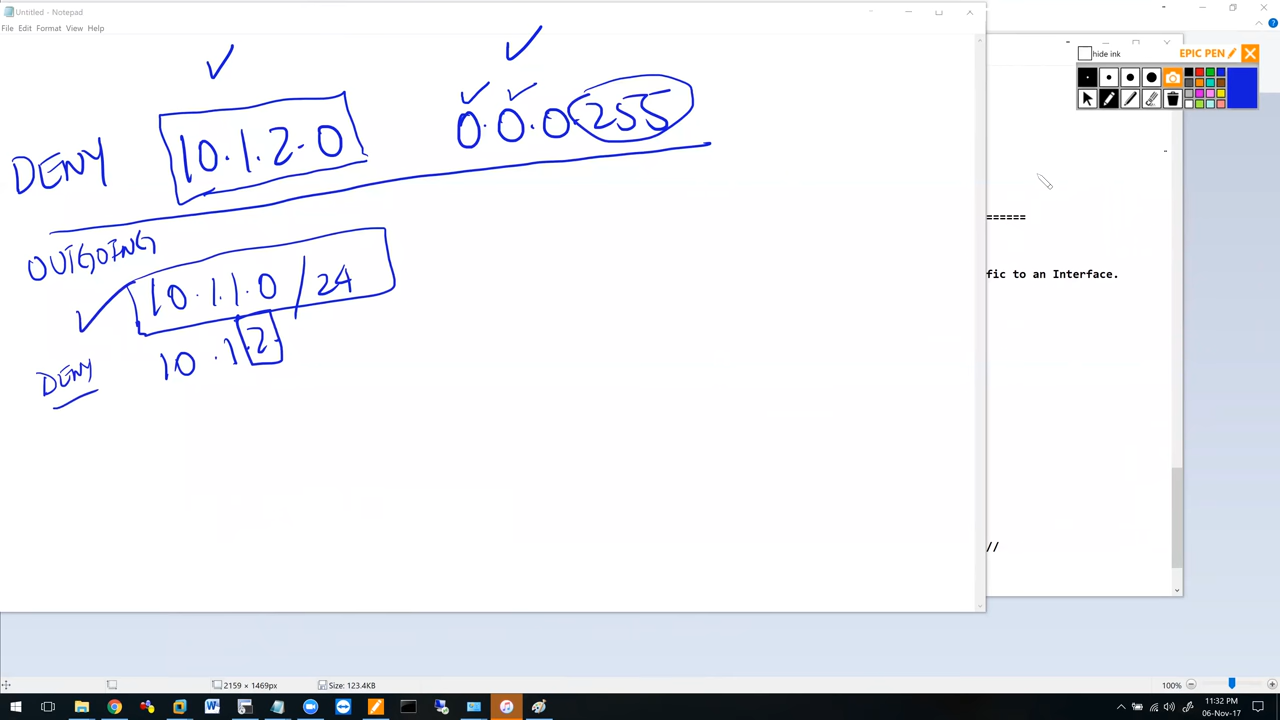 Untitled - Notepad
File Edit Format View Help
hide ink
EPIC PEN
DENY 10.1.2.0 0.0.0.255
======
OUTGOING
fic to an Interface.
10.1.1.0/24
DENY 10.1.2.
//
2159 × 1469px
Size: 123.4KB
100%
11:32 PM
06-Nov-17